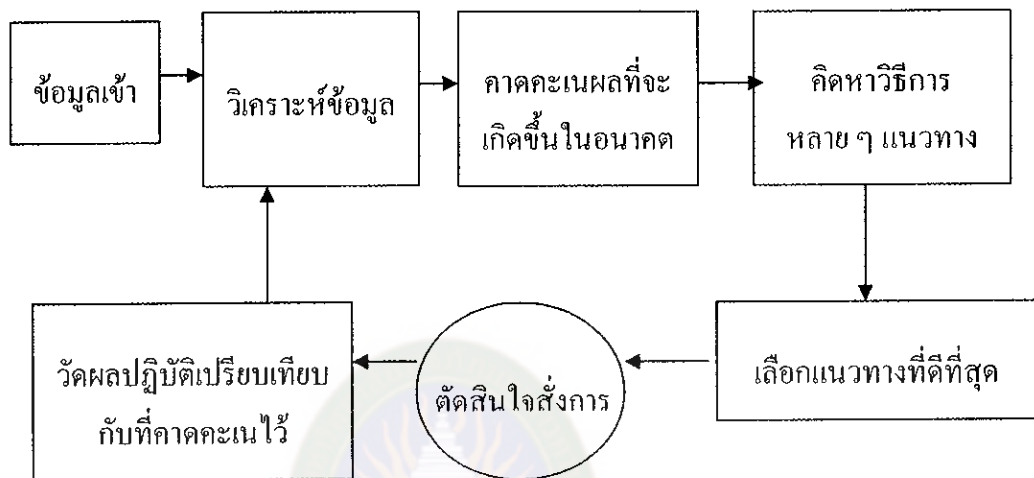 ข้อมูลเข้า
วิเคราะห์ข้อมูล
คาดคะเนผลที่จะ
เกิดขึ้นในอนาคต
คิดหาวิธีการ
หลาย ๆ แนวทาง
เลือกแนวทางที่ดีที่สุด
ตัดสินใจสั่งการ
วัดผลปฏิบัติเปรียบเทียบ
กับที่คาดคะเนไว้